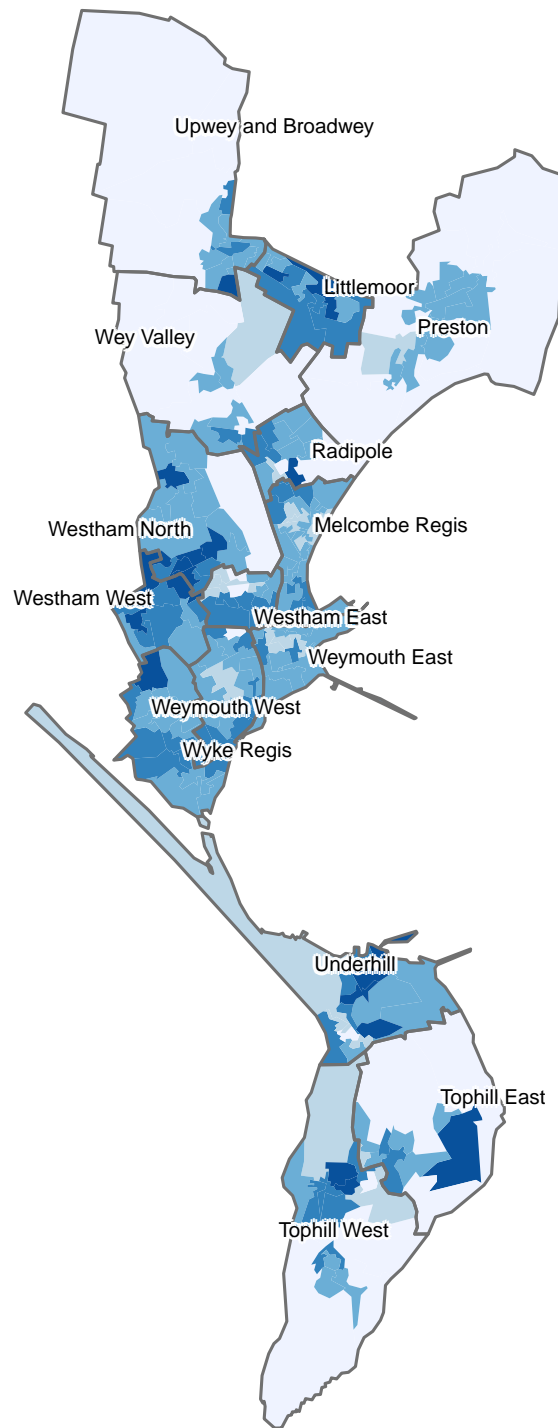 Upwey and Broadwey
Littlemoor
Preston
Wey Valley
Radipole
Melcombe Regis
Westham North
Westham West
Westham East
Weymouth East
Weymouth West
Wyke Regis
Underhill
Tophill East
Tophill West